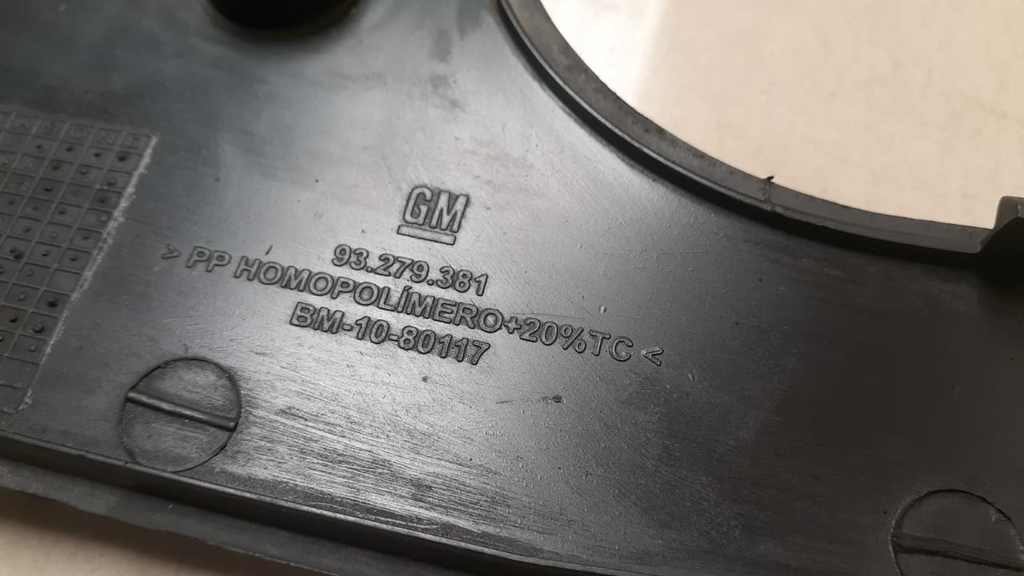 GM
93.279.381
> PP HOMOPOLÍMERO+20%TC <
BM-10-80117